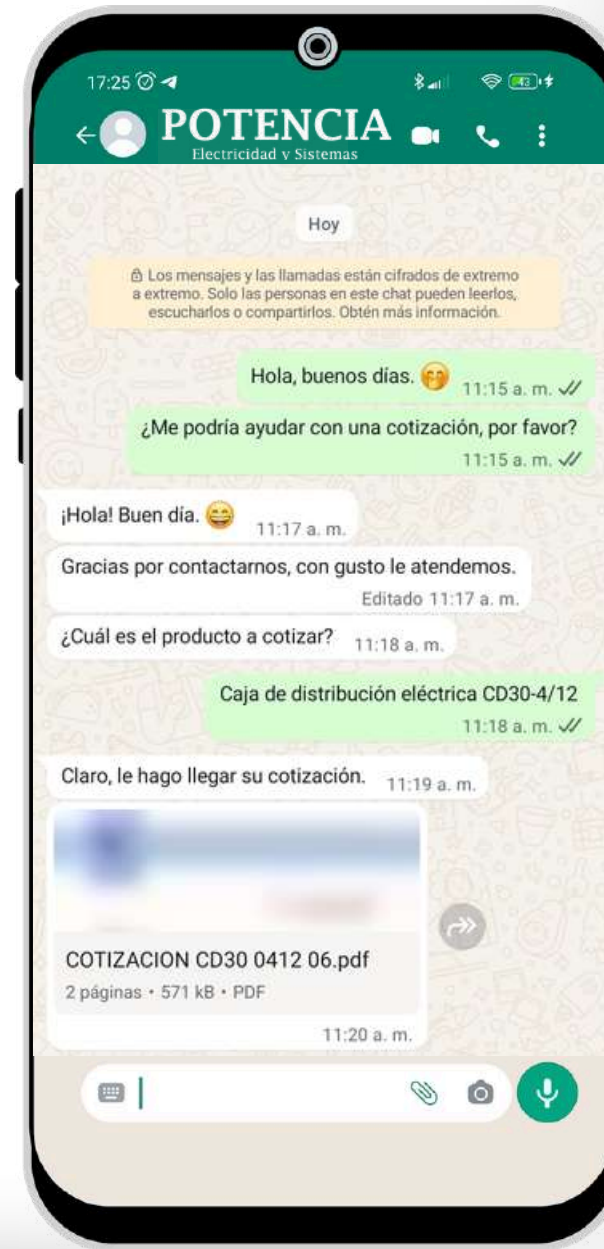 17:25
43
POTENCIA
Electricidad y Sistemas
Hoy
Los mensajes y las llamadas están cifrados de extremo
a extremo. Solo las personas en este chat pueden leerlos,
escucharlos o compartirlos. Obtén más información.
Hola, buenos días. 🤭
11:15 a. m.
¿Me podría ayudar con una cotización, por favor?
11:15 a. m.
¡Hola! Buen día. 😄
11:17 a. m.
Gracias por contactarnos, con gusto le atendemos.
Editado 11:17 a. m.
¿Cuál es el producto a cotizar?
11:18 a. m.
Caja de distribución eléctrica CD30-4/12
11:18 a. m.
Claro, le hago llegar su cotización.
11:19 a. m.
COTIZACION CD30 0412 06.pdf
2 páginas • 571 kB • PDF
11:20 a. m.